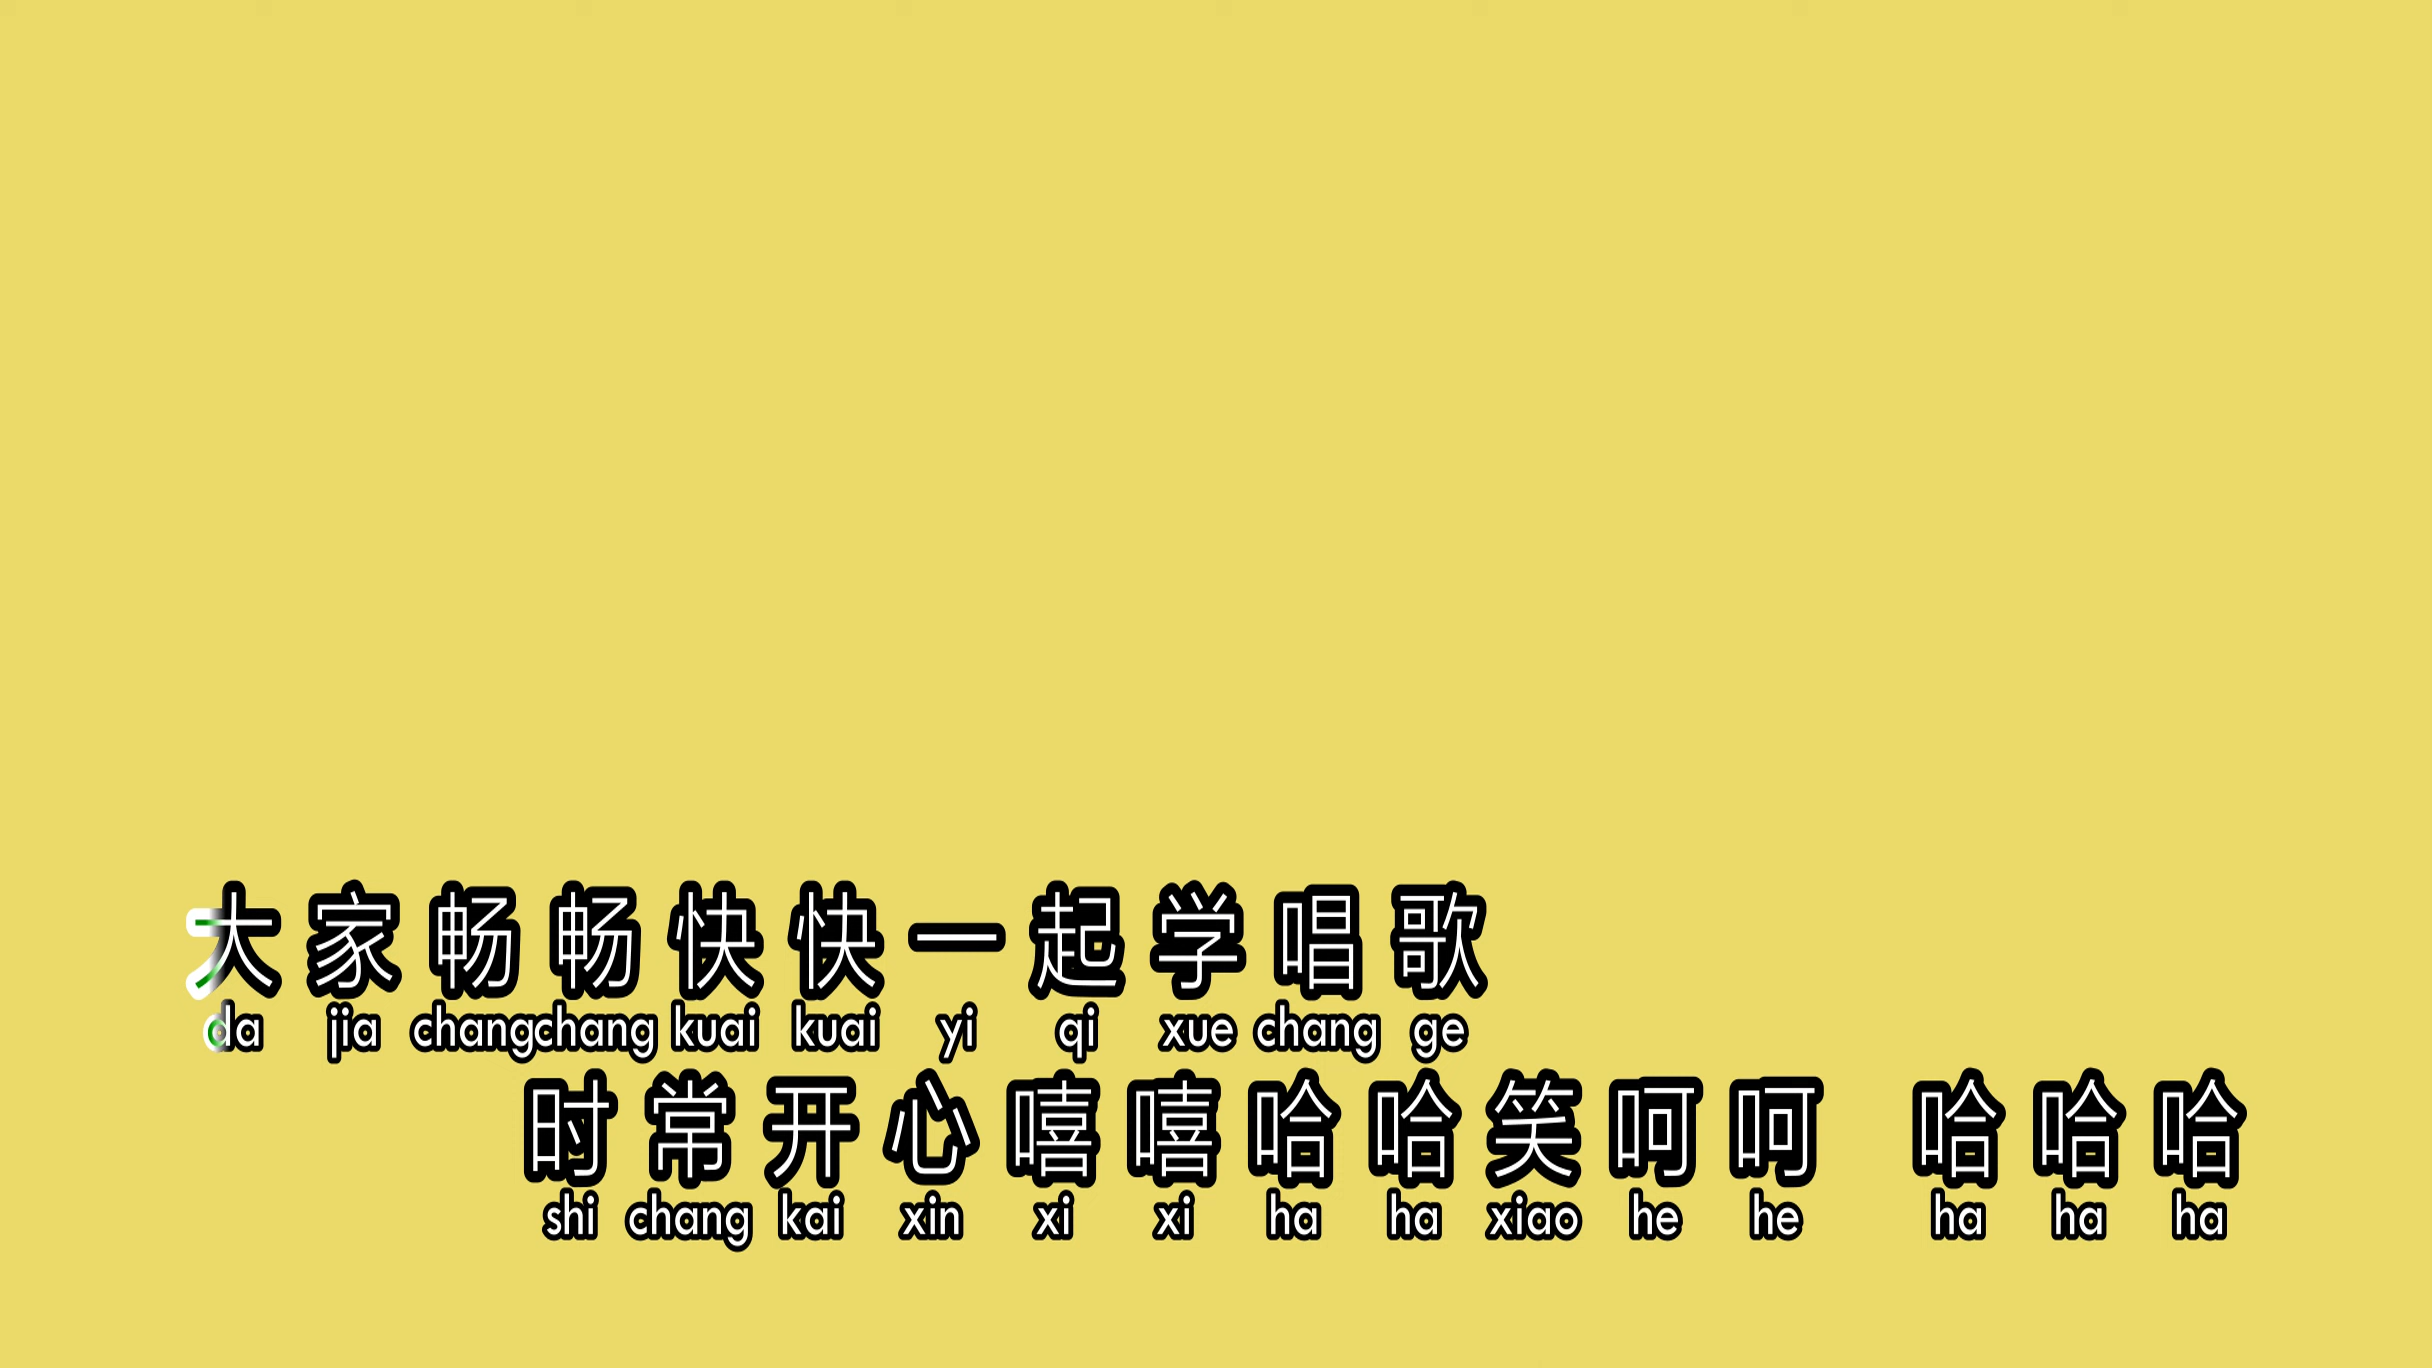 大家畅畅快快一起学唱歌
da jia changchang kuai kuai yi qi xue chang ge
时常开心嘻嘻哈哈笑呵呵 哈哈哈
shi chang kai xin xi xi ha ha xiao he he ha ha ha